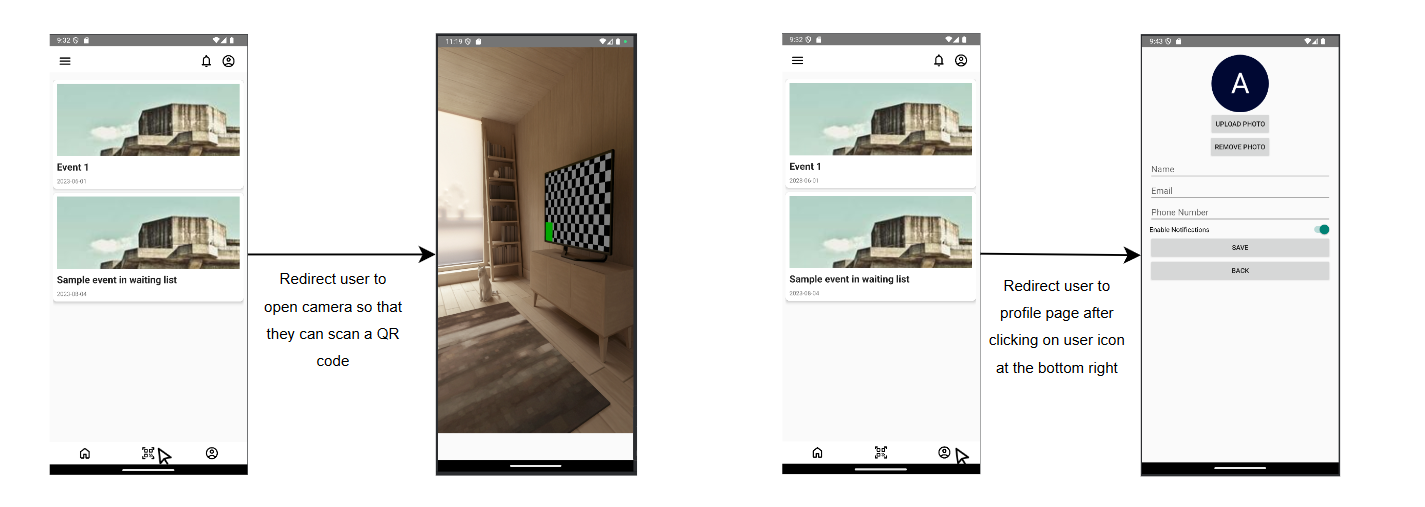 9:32
Event 1
2023-06-01
Sample event in waiting list
2023-08-04
Redirect user to
open camera so that
they can scan a QR
code
11:19
9:32
Event 1
2023-06-01
Sample event in waiting list
2023-08-04
Redirect user to
profile page after
clicking on user icon
at the bottom right
9:43
A
UPLOAD PHOTO
REMOVE PHOTO
Name
Email
Phone Number
Enable Notifications
SAVE
BACK